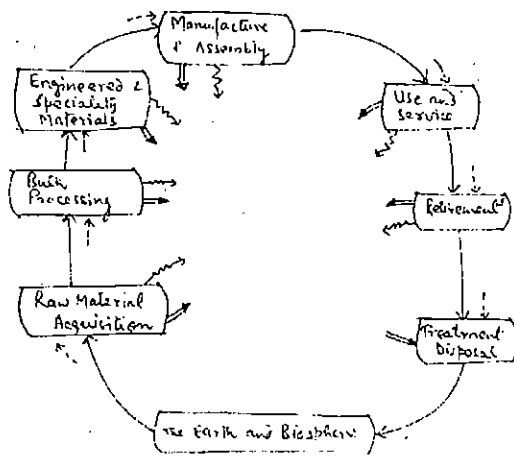 Manufacture
& Assembly
Engineered &
Speciality
Materials
Use and
Service
Bulk
Processing
Retirement
Raw Material
Acquisition
Treatment
Disposal
The Earth and Biosphere